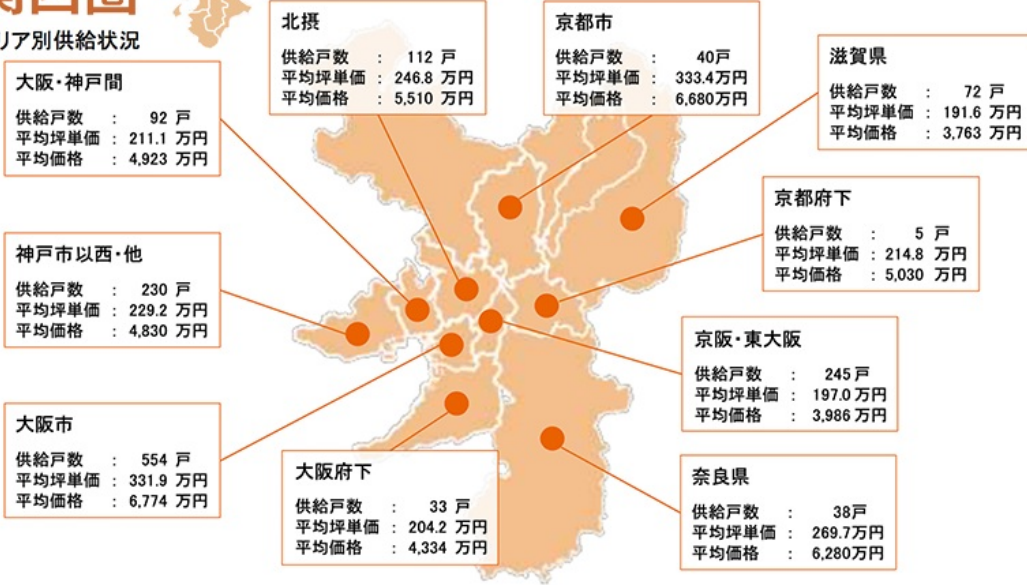 関西圏
リア別供給状況
北摂
供給戸数 : 112 戸
平均坪単価 : 246.8 万円
平均価格 : 5,510 万円
京都市
供給戸数 : 40戸
平均坪単価 : 333.4万円
平均価格 : 6,680万円
滋賀県
供給戸数 : 72 戸
平均坪単価 : 191.6 万円
平均価格 : 3,763 万円
大阪・神戸間
供給戸数 : 92 戸
平均坪単価 : 211.1 万円
平均価格 : 4,923 万円
京都府下
供給戸数 : 5 戸
平均坪単価 : 214.8 万円
平均価格 : 5,030 万円
神戸市以西・他
供給戸数 : 230 戸
平均坪単価 : 229.2 万円
平均価格 : 4,830 万円
京阪・東大阪
供給戸数 : 245 戸
平均坪単価 : 197.0 万円
平均価格 : 3,986 万円
大阪市
供給戸数 : 554 戸
平均坪単価 : 331.9 万円
平均価格 : 6,774 万円
大阪府下
供給戸数 : 33 戸
平均坪単価 : 204.2 万円
平均価格 : 4,334 万円
奈良県
供給戸数 : 38戸
平均坪単価 : 269.7万円
平均価格 : 6,280万円